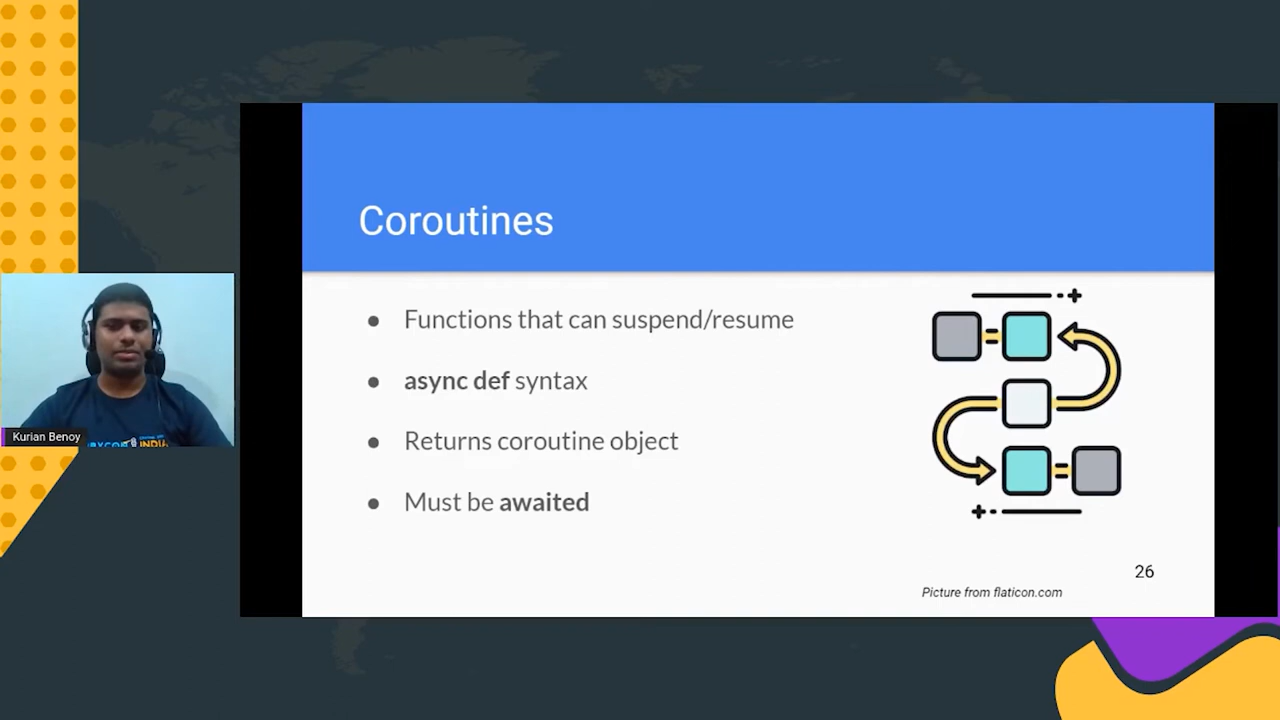 Coroutines
● Functions that can suspend/resume
● async def syntax
● Returns coroutine object
● Must be awaited
26
Picture from flaticon.com
Kurian Benoy